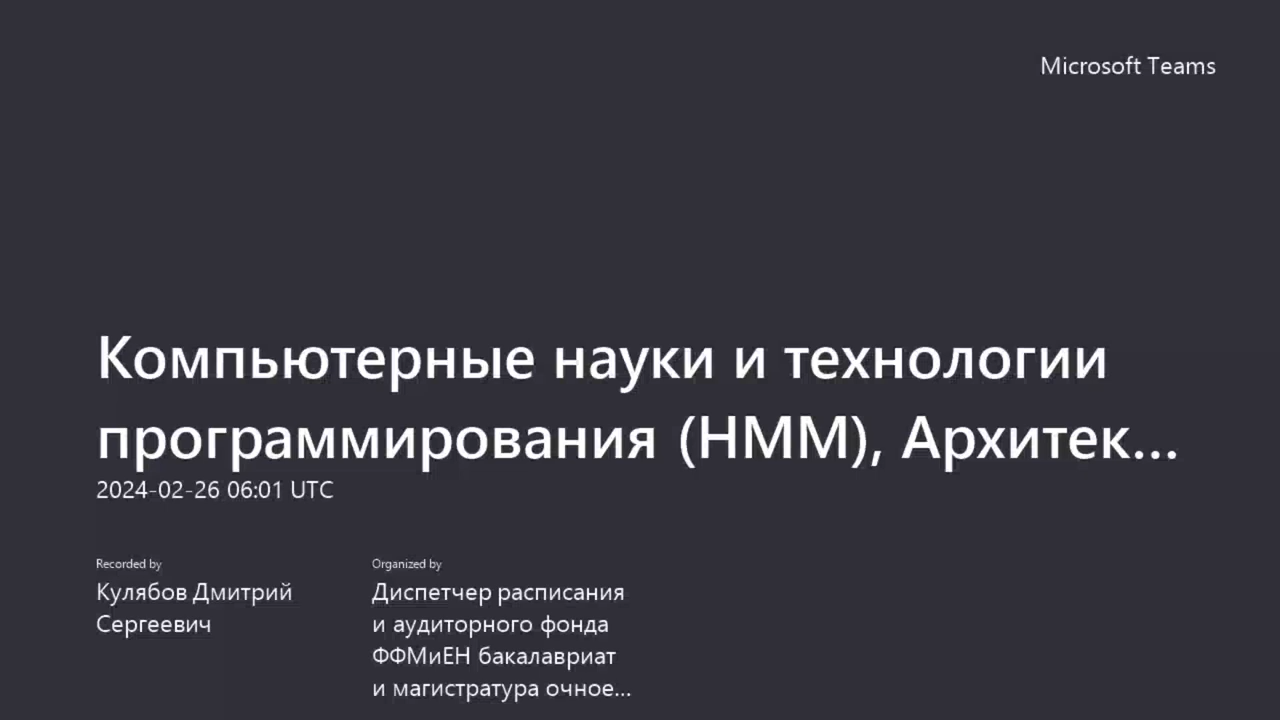 Microsoft Teams
Компьютерные науки и технологии
программирования (НММ), Архитек...
2024-02-26 06:01 UTC
Recorded by
Кулябов Дмитрий
Сергеевич
Organized by
Диспетчер расписания
и аудиторного фонда
ФФМиЕН бакалавриат
и магистратура очное...